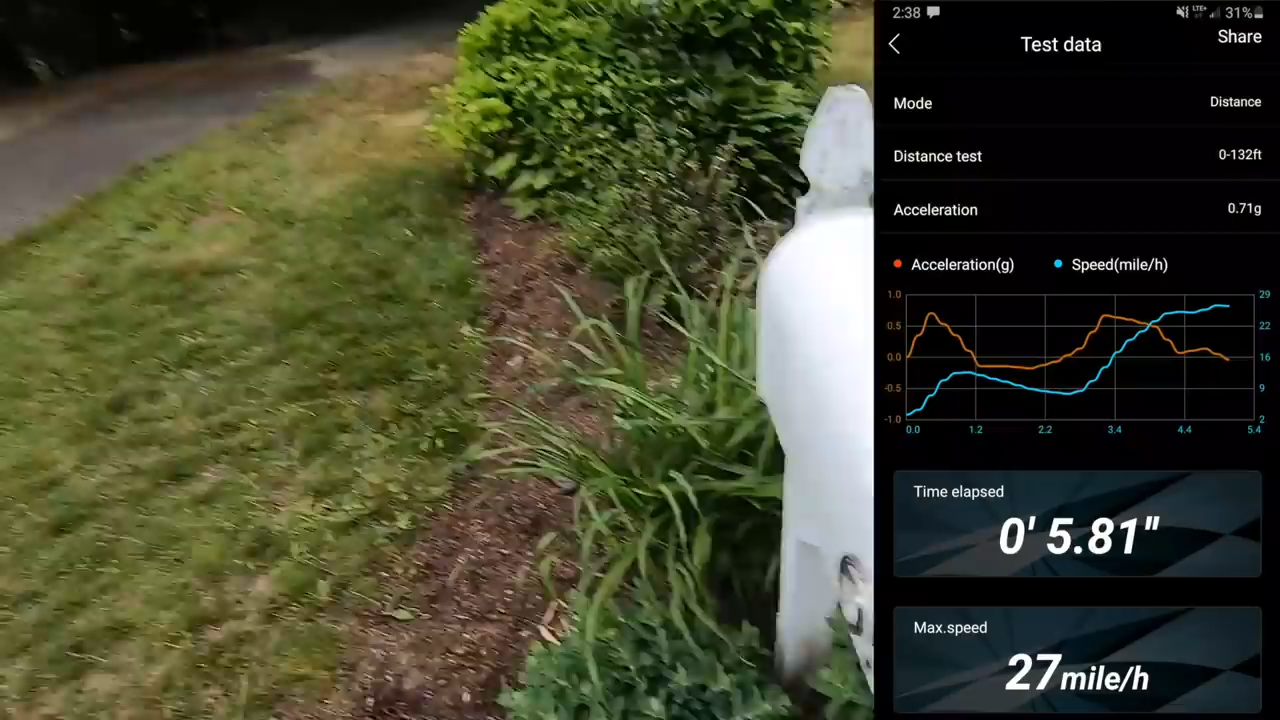 2:38 LTE+ 31%
Test data
Share
Mode Distance
Distance test 0-132ft
Acceleration 0.71g
Acceleration(g) Speed(mile/h)
1.0 29
0.5 22
0.0 16
-0.5 9
-1.0 2
0.0 1.2 2.2 3.4 4.4 5.4
Time elapsed
0' 5.81"
Max.speed
27mile/h